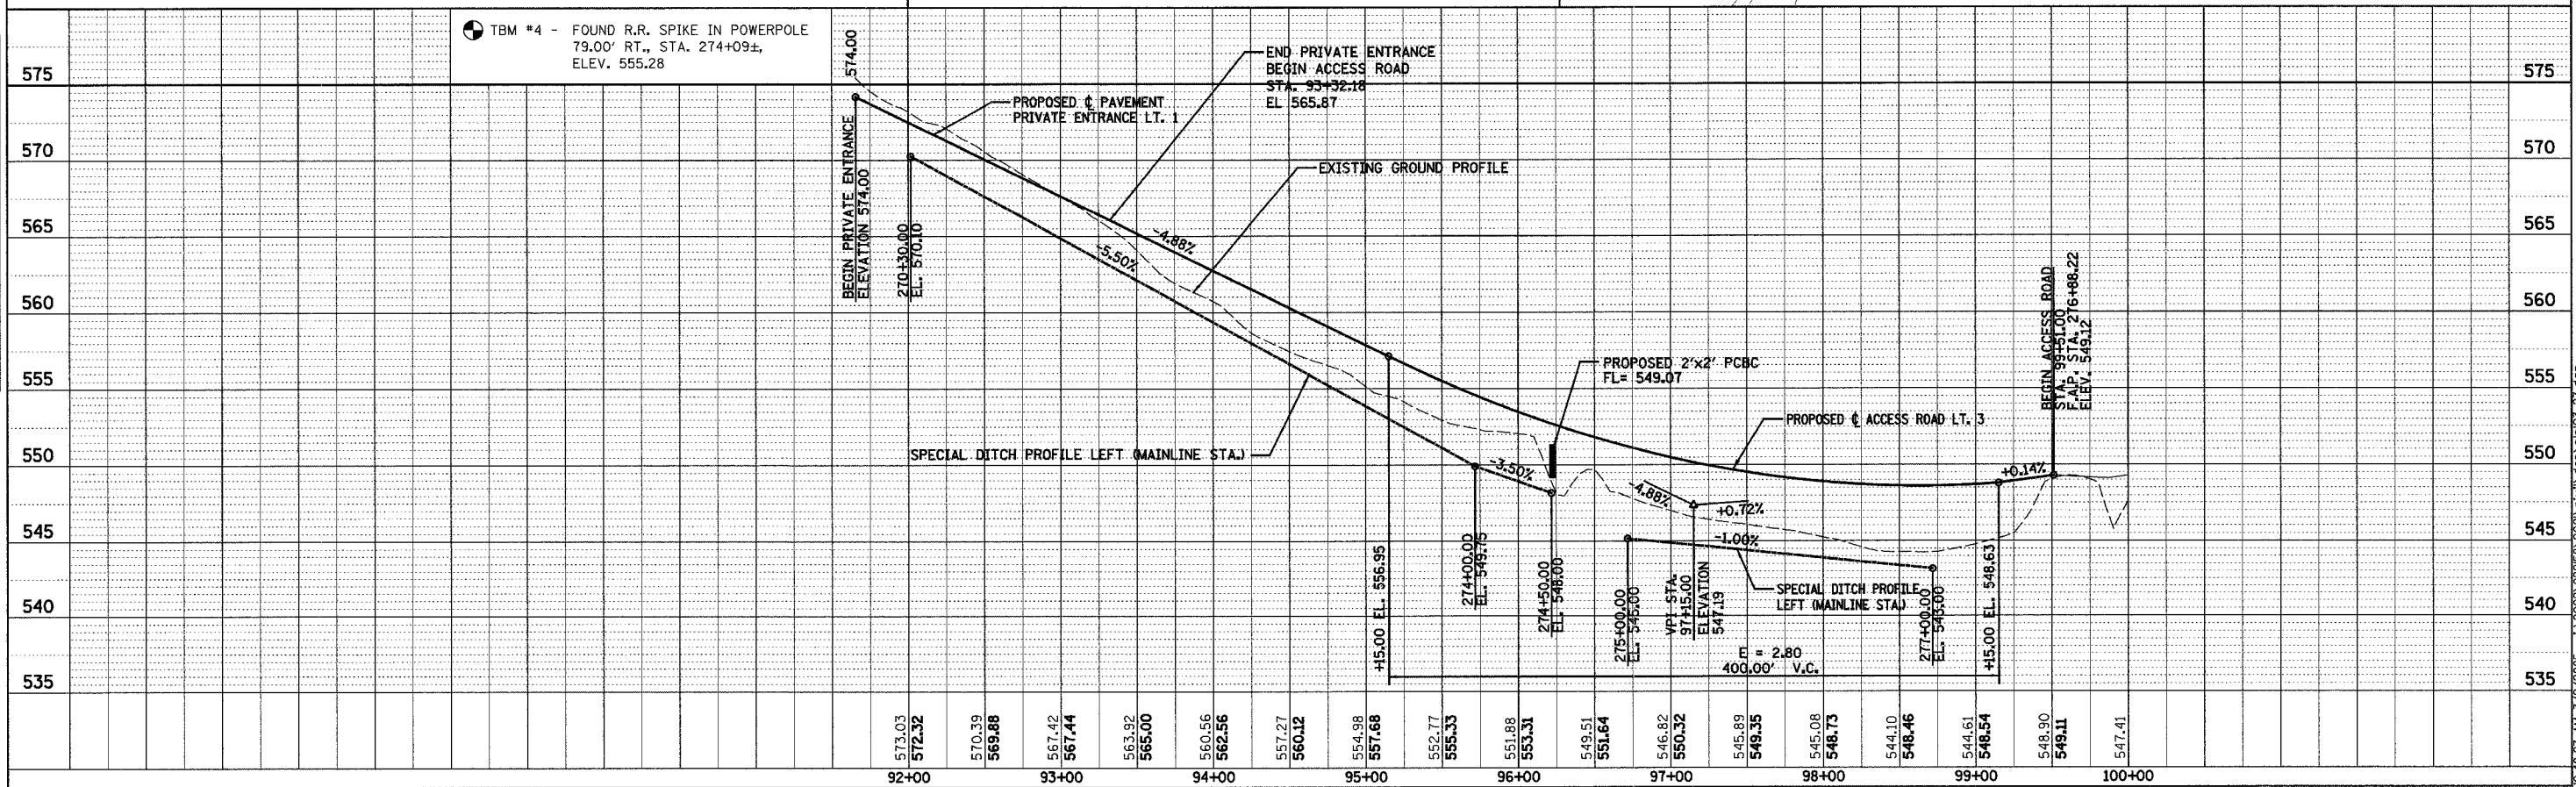 TBM #4 - FOUND R.R. SPIKE IN POWERPOLE
79.00' RT., STA. 274+09±,
ELEV. 555.28
574.00
END PRIVATE ENTRANCE
BEGIN ACCESS ROAD
STA. 93+32.18
EL 565.87
PROPOSED ℄ PAVEMENT
PRIVATE ENTRANCE LT. 1
EXISTING GROUND PROFILE
BEGIN PRIVATE ENTRANCE
ELEVATION 574.00
270+30.00
EL. 570.10
-4.88%
-5.50%
SPECIAL DITCH PROFILE LEFT (MAINLINE STA.)
PROPOSED 2'x2' PCBC
FL= 549.07
PROPOSED ℄ ACCESS ROAD LT. 3
BEGIN ACCESS ROAD
STA. 99+51.00
F.A.P. STA. 276+88.22
ELEV. 549.12
-3.50%
-4.88%
+0.72%
-1.00%
+0.14%
+15.00 EL. 556.95
274+00.00
EL. 549.75
274+50.00
EL. 548.00
275+00.00
EL. 545.00
VPI STA.
97+15.00
ELEVATION
547.19
SPECIAL DITCH PROFILE
LEFT (MAINLINE STA.)
277+00.00
EL. 543.00
+15.00 EL. 548.63
E = 2.80
400.00' V.C.
575
570
565
560
555
550
545
540
535
575
570
565
560
555
550
545
540
535
573.03
572.32
570.39
569.88
567.42
567.44
563.92
565.00
560.56
562.56
557.27
560.12
554.98
557.68
552.77
555.33
551.88
553.31
549.51
551.64
546.82
550.32
545.89
549.35
545.08
548.73
544.10
548.46
544.61
548.54
548.90
549.11
547.41
92+00
93+00
94+00
95+00
96+00
97+00
98+00
99+00
100+00